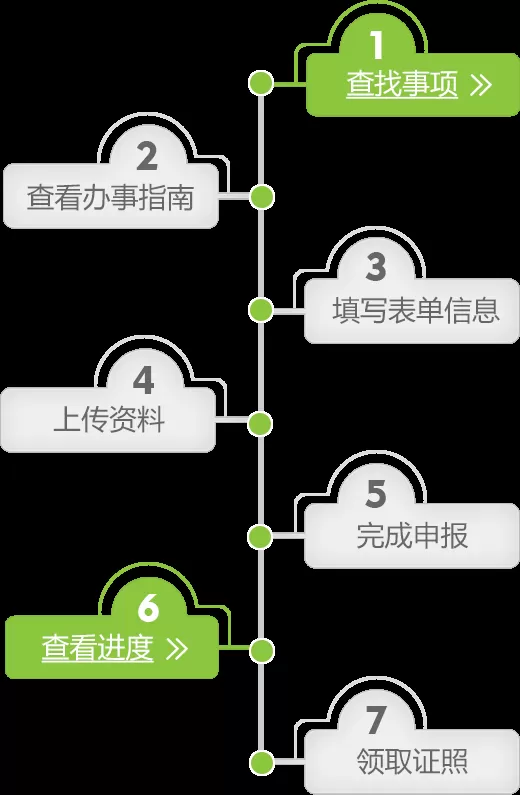 1
查找事项 >>
2
查看办事指南
3
填写表单信息
4
上传资料
5
完成申报
6
查看进度 >>
7
领取证照